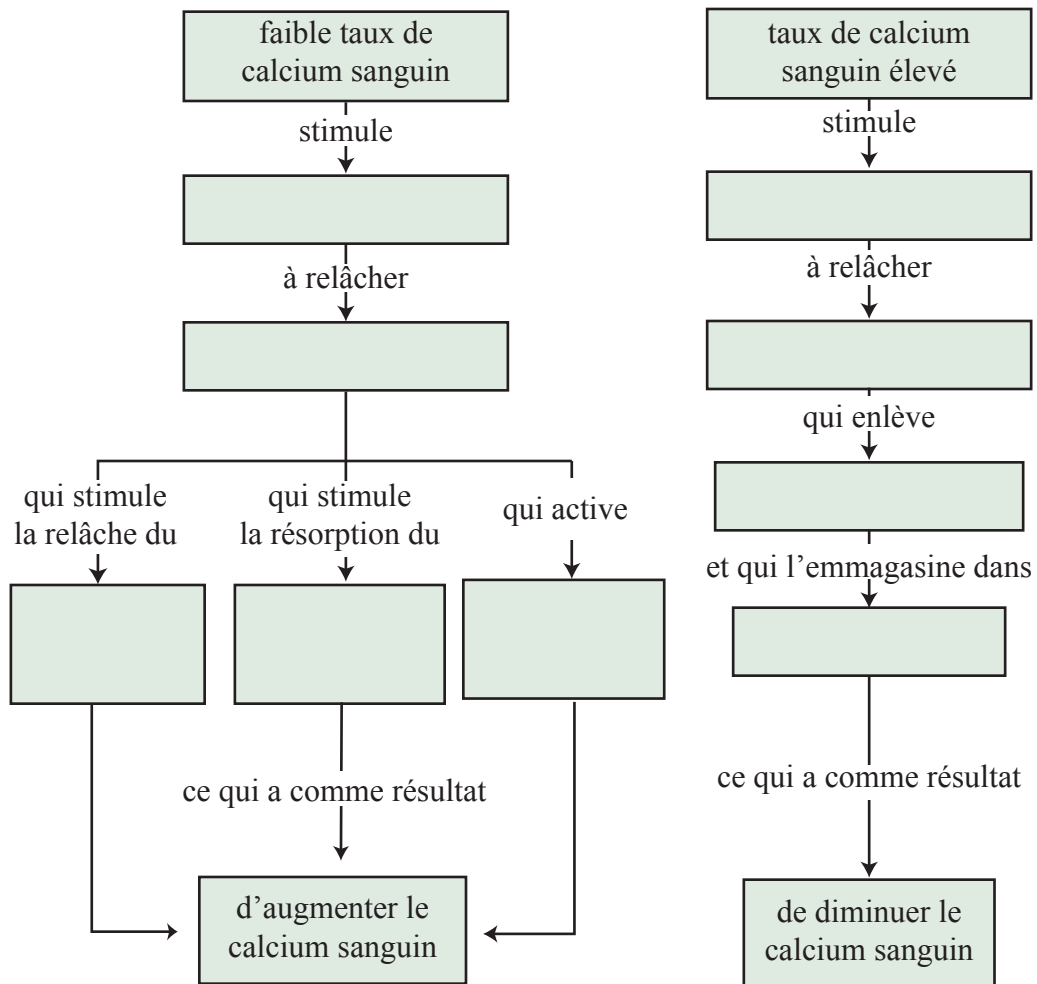 faible taux de
calcium sanguin
stimule
à relâcher
qui stimule
la relâche du
qui stimule
la résorption du
qui active
ce qui a comme résultat
d’augmenter le
calcium sanguin
taux de calcium
sanguin élevé
stimule
à relâcher
qui enlève
et qui l’emmagasine dans
ce qui a comme résultat
de diminuer le
calcium sanguin